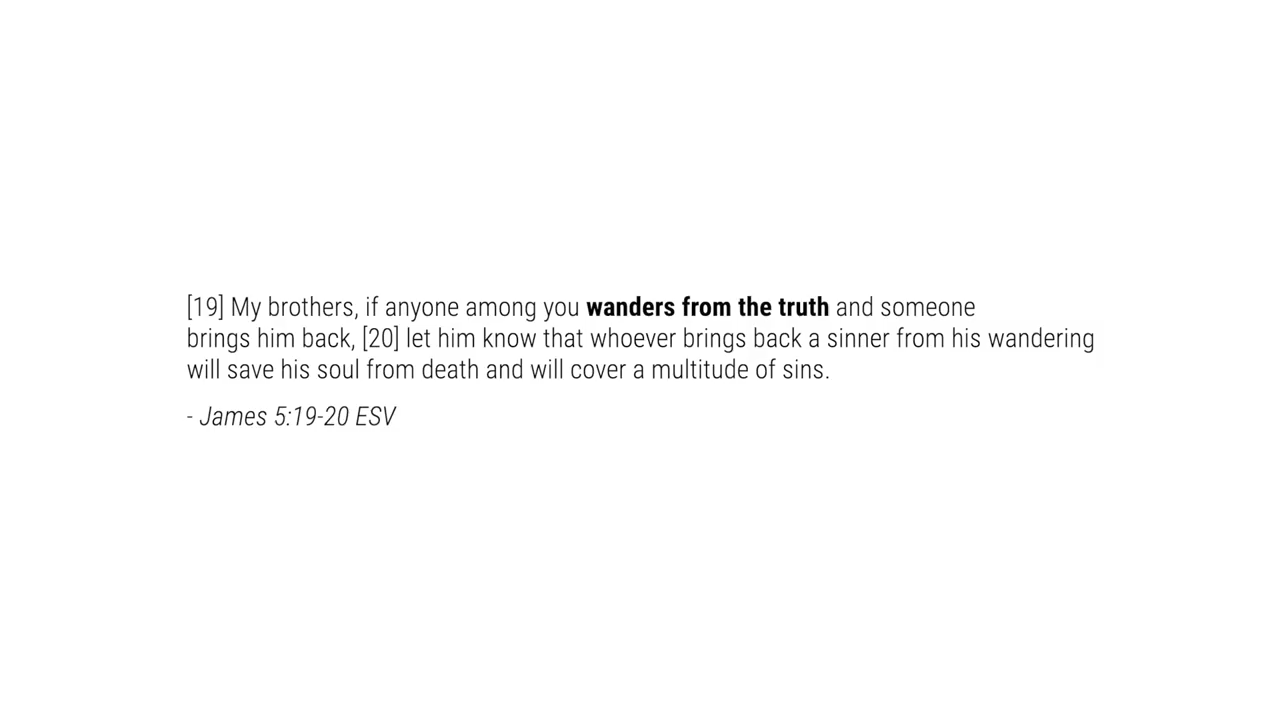 [19] My brothers, if anyone among you wanders from the truth and someone
brings him back, [20] let him know that whoever brings back a sinner from his wandering
will save his soul from death and will cover a multitude of sins.
- James 5:19-20 ESV